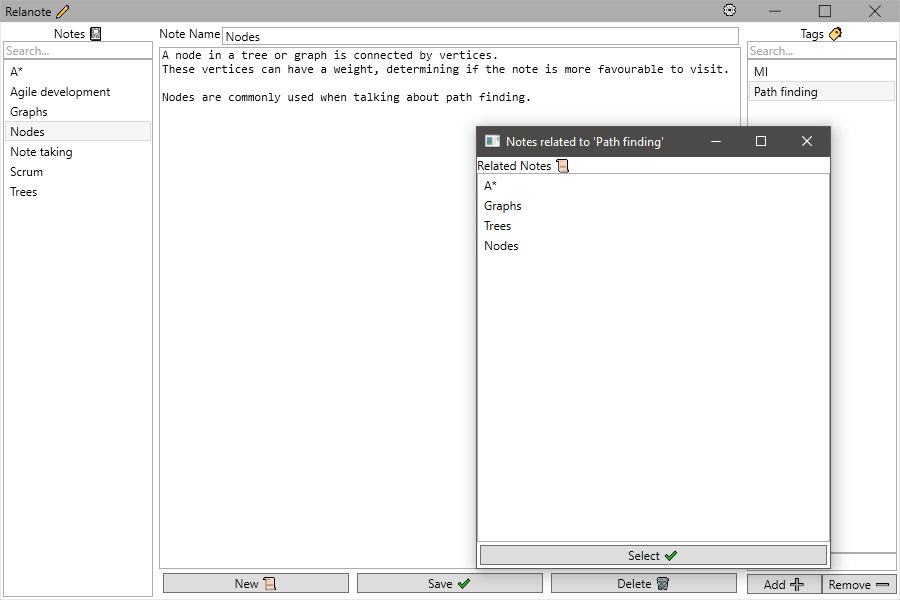 Relanote
Notes
Search...
A*
Agile development
Graphs
Nodes
Note taking
Scrum
Trees
Note Name Nodes
A node in a tree or graph is connected by vertices.
These vertices can have a weight, determining if the note is more favourable to visit.
Nodes are commonly used when talking about path finding.
New
Save
Delete
Tags
Search...
MI
Path finding
Add
Remove
Notes related to 'Path finding'
Related Notes
A*
Graphs
Trees
Nodes
Select